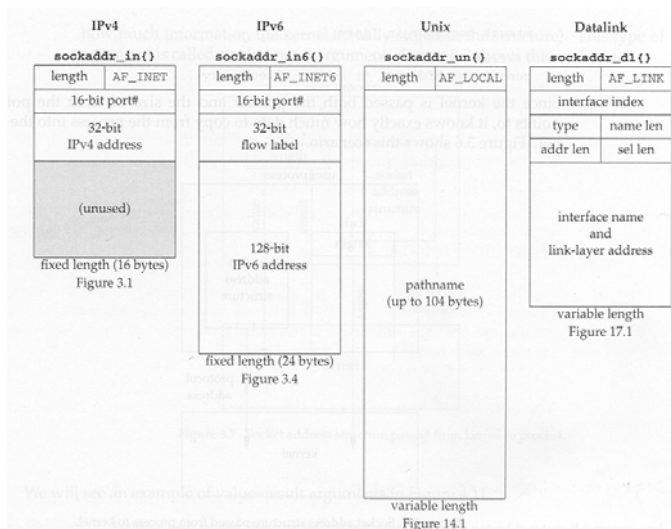 IPv4
IPv6
Unix
Datalink
sockaddr_in{}
sockaddr_in6{}
sockaddr_un{}
sockaddr_dl{}
length AF_INET
length AF_INET6
length AF_LOCAL
length AF_LINK
16-bit port#
32-bit
IPv4 address
(unused)
fixed length (16 bytes)
Figure 3.1
16-bit port#
32-bit
flow label
128-bit
IPv6 address
fixed length (24 bytes)
Figure 3.4
pathname
(up to 104 bytes)
variable length
Figure 14.1
interface index
type name len
addr len sel len
interface name
and
link-layer address
variable length
Figure 17.1